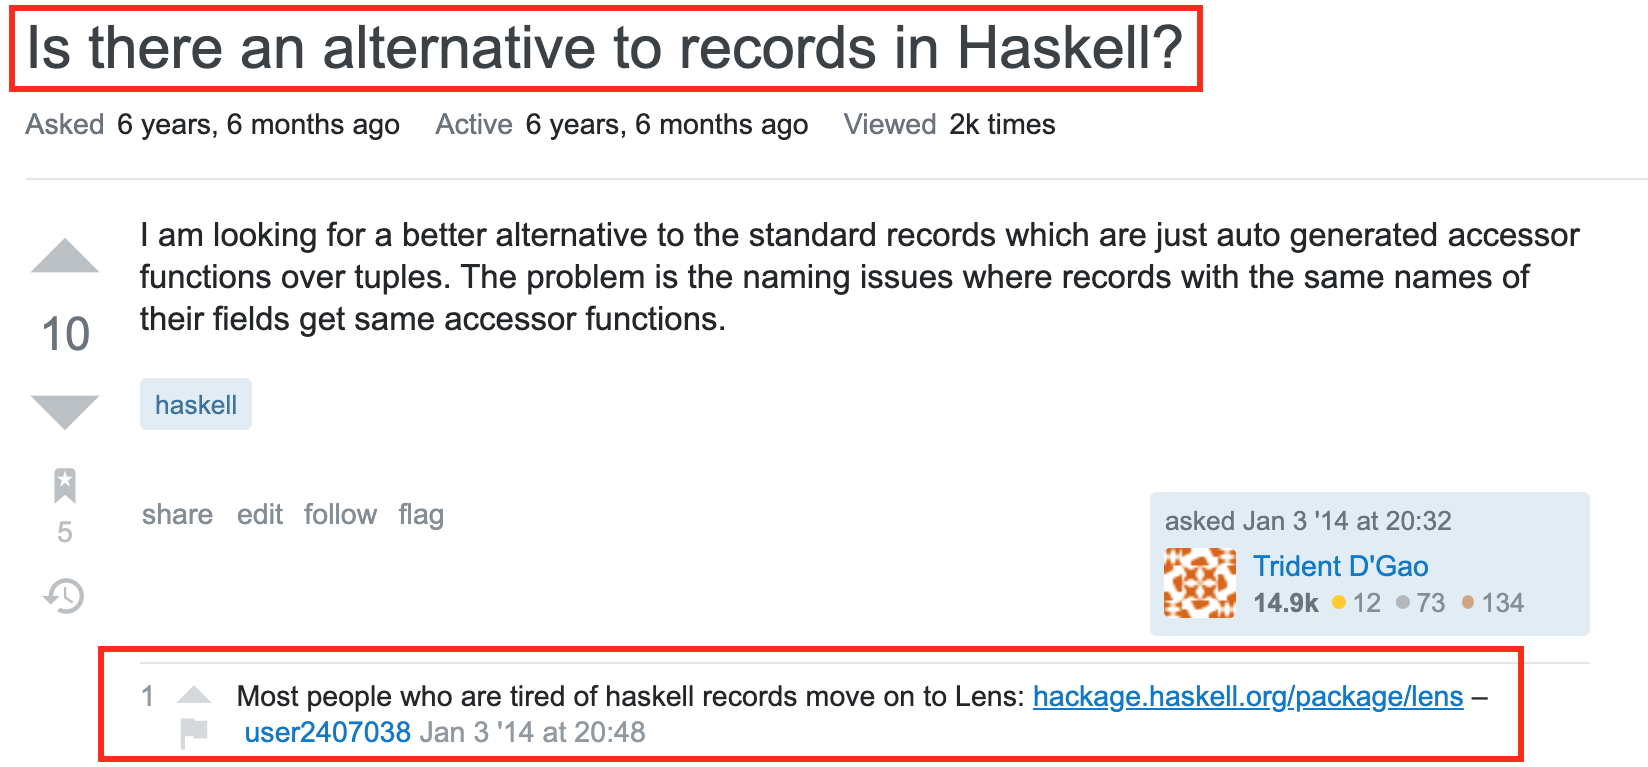 Is there an alternative to records in Haskell?
Asked 6 years, 6 months ago Active 6 years, 6 months ago Viewed 2k times
I am looking for a better alternative to the standard records which are just auto generated accessor
functions over tuples. The problem is the naming issues where records with the same names of
their fields get same accessor functions.
10
haskell
5
share edit follow flag
asked Jan 3 '14 at 20:32
Trident D'Gao
14.9k 12 73 134
1 Most people who are tired of haskell records move on to Lens: hackage.haskell.org/package/lens –
user2407038 Jan 3 '14 at 20:48